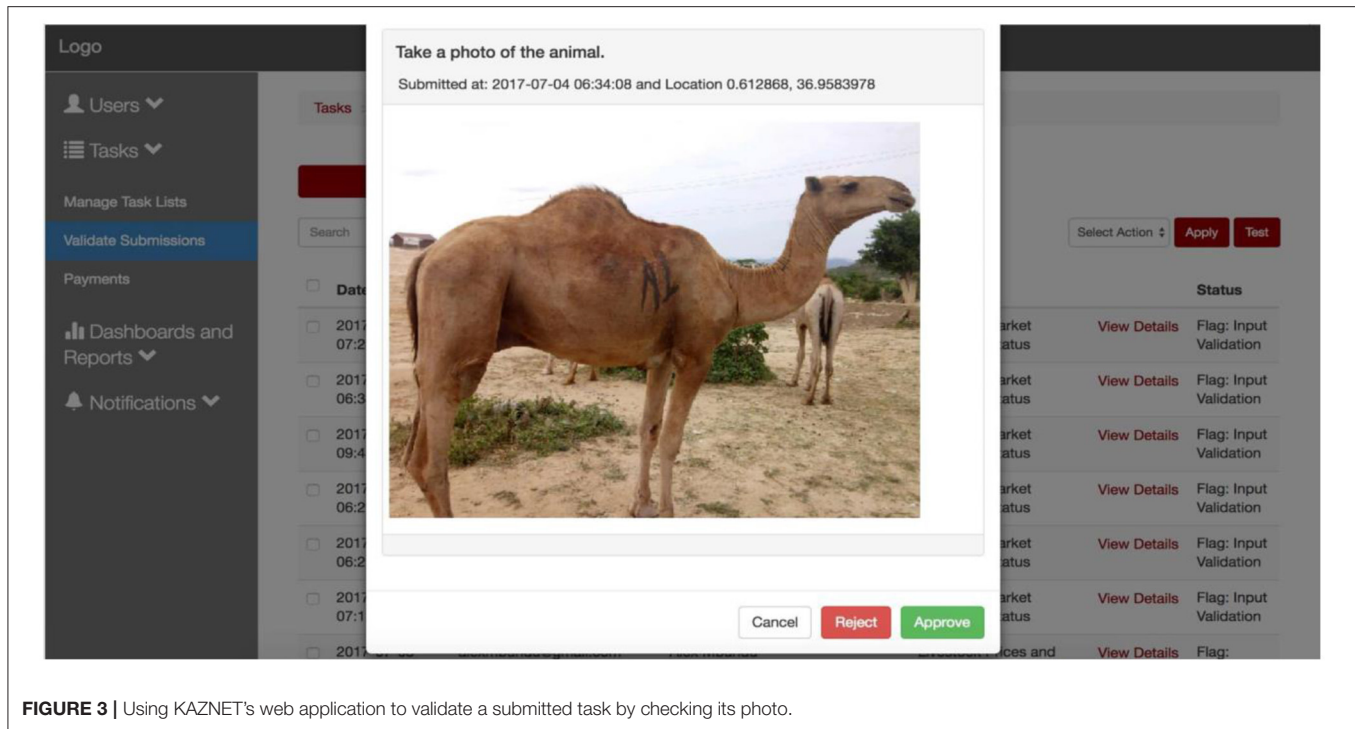 Logo
Users
Tasks
Manage Task Lists
Validate Submissions
Payments
Dashboards and
Reports
Notifications
Tasks
Search
Select Action
Apply
Test
Take a photo of the animal.
Submitted at: 2017-07-04 06:34:08 and Location 0.612868, 36.9583978
A1
Status
View Details
Flag: Input
Validation
View Details
Flag: Input
Validation
View Details
Flag: Input
Validation
View Details
Flag: Input
Validation
View Details
Flag: Input
Validation
View Details
Flag: Input
Validation
View Details
Flag:
Cancel
Reject
Approve
FIGURE 3 | Using KAZNET's web application to validate a submitted task by checking its photo.